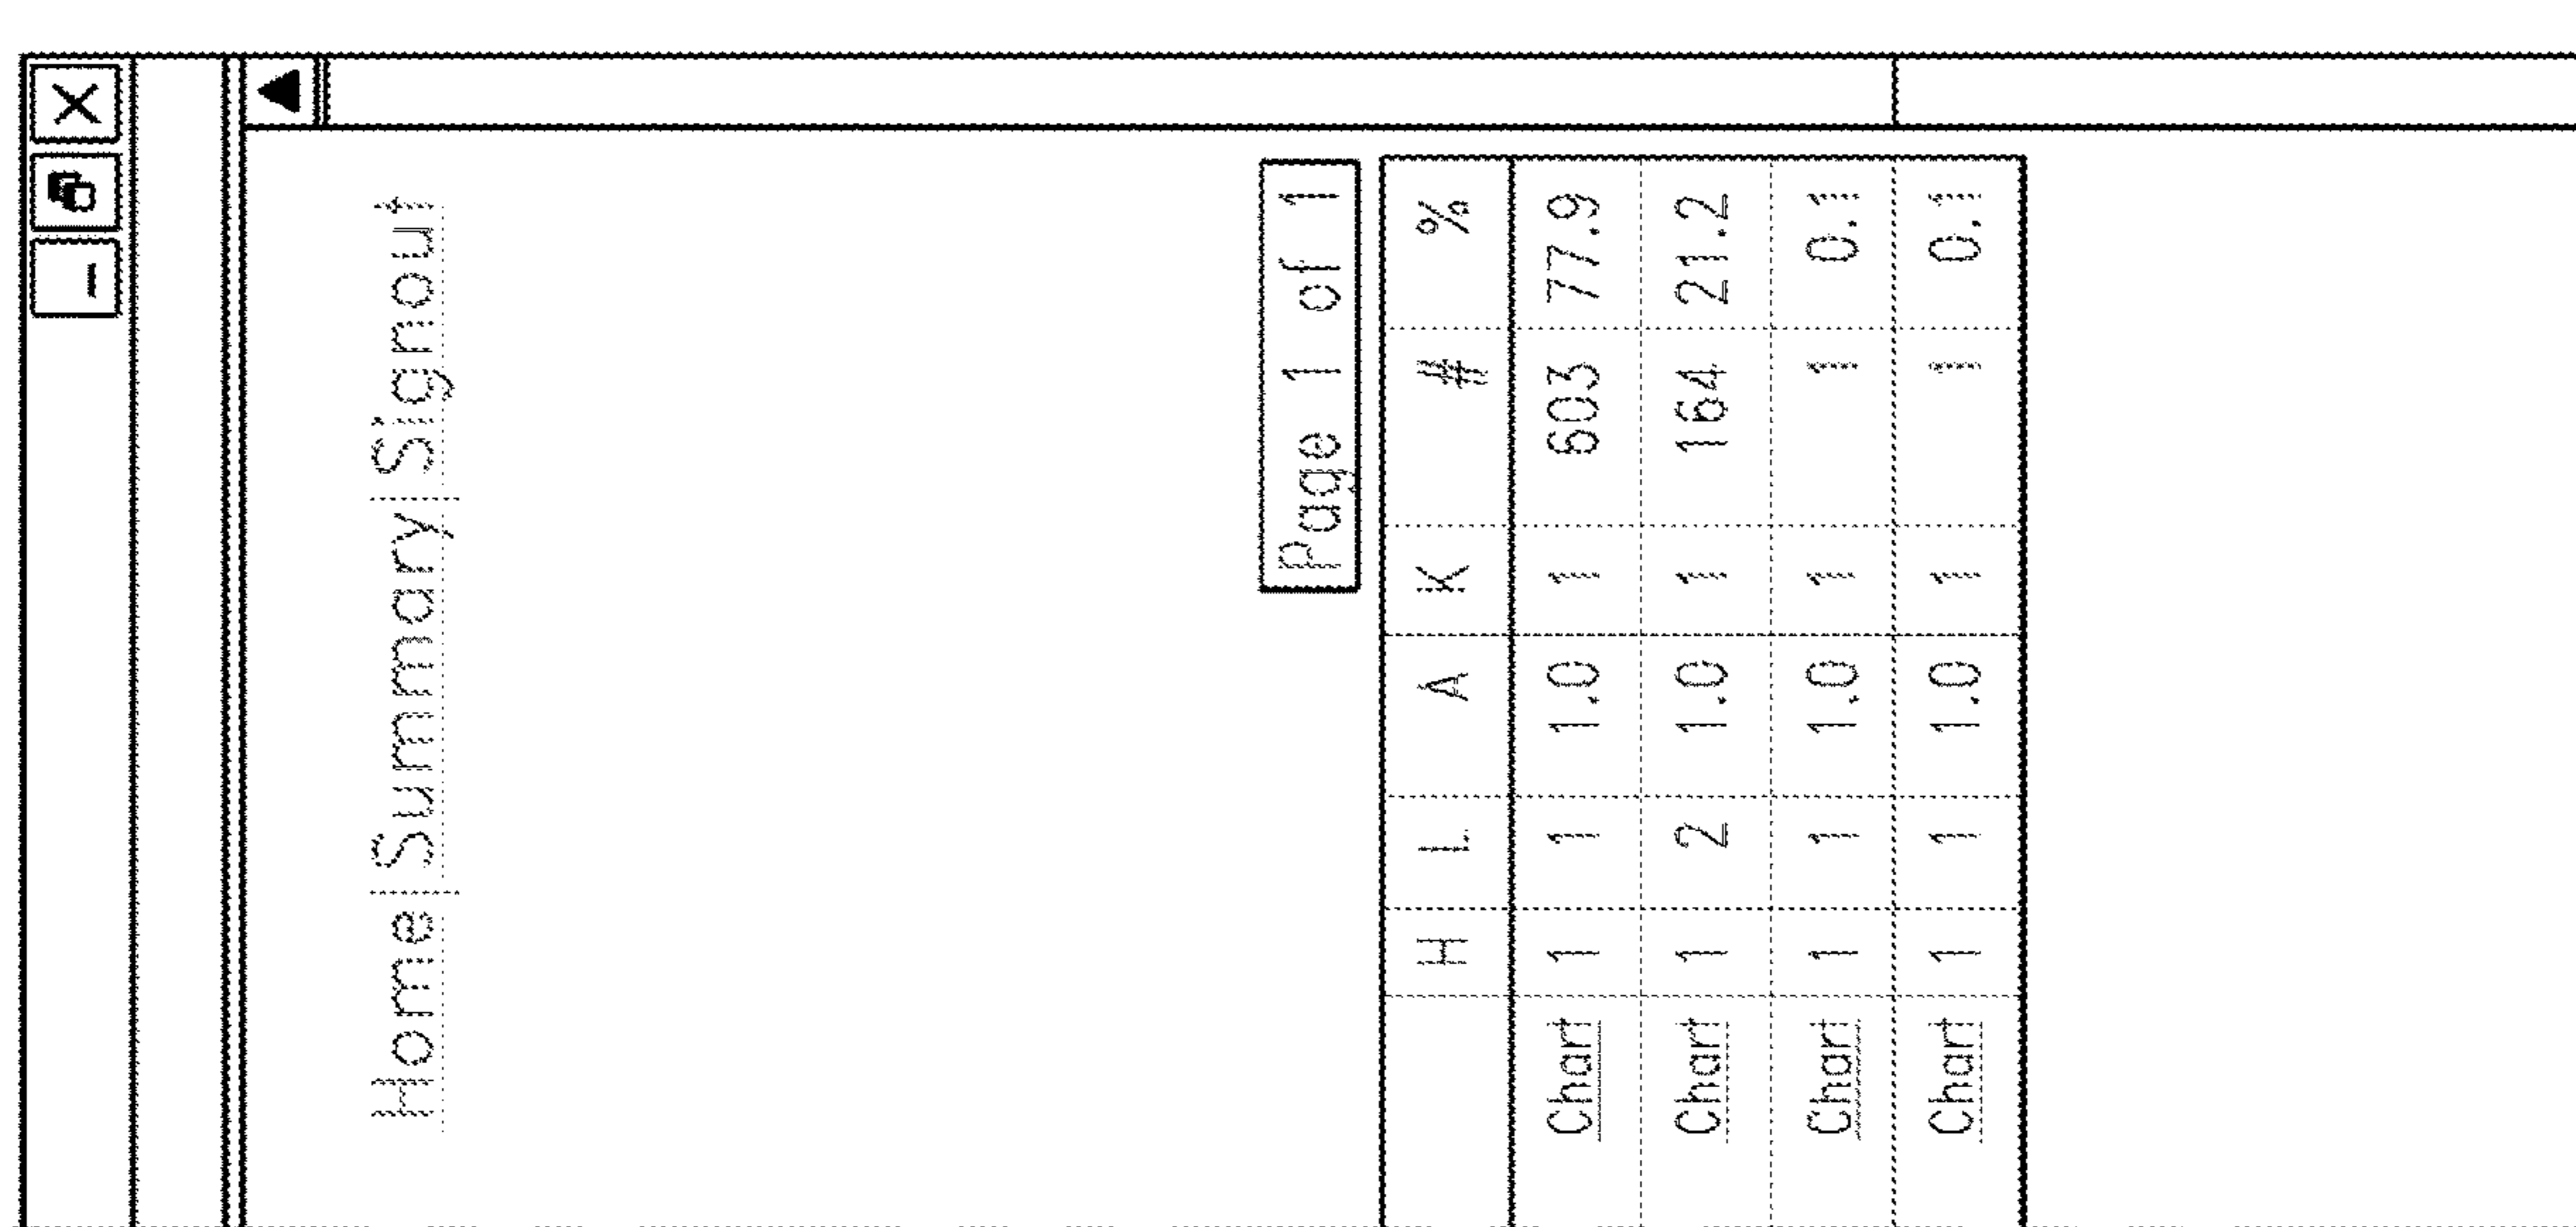 Home|Summary|Signout
Page 1 of 1
H L A K # %
Chart 1 1 1.0 1 603 77.9
Chart 1 2 1.0 1 164 21.2
Chart 1 1 1.0 1 1 0.1
Chart 1 1 1.0 1 1 0.1